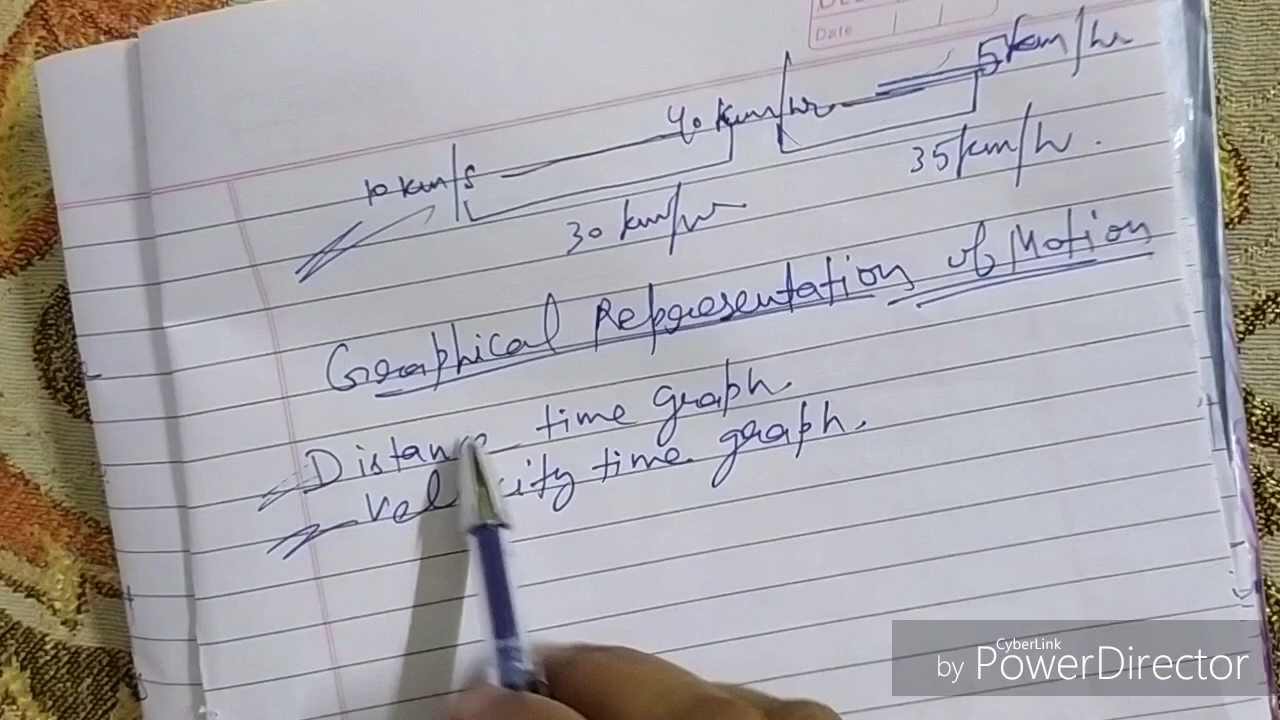 Date
10 km/s 40 km/hr 5 km/hr
30 km/hr 35 km/hr.
Graphical Representation of Motion
Distance time graph.
Velocity time graph.
CyberLink
by PowerDirector